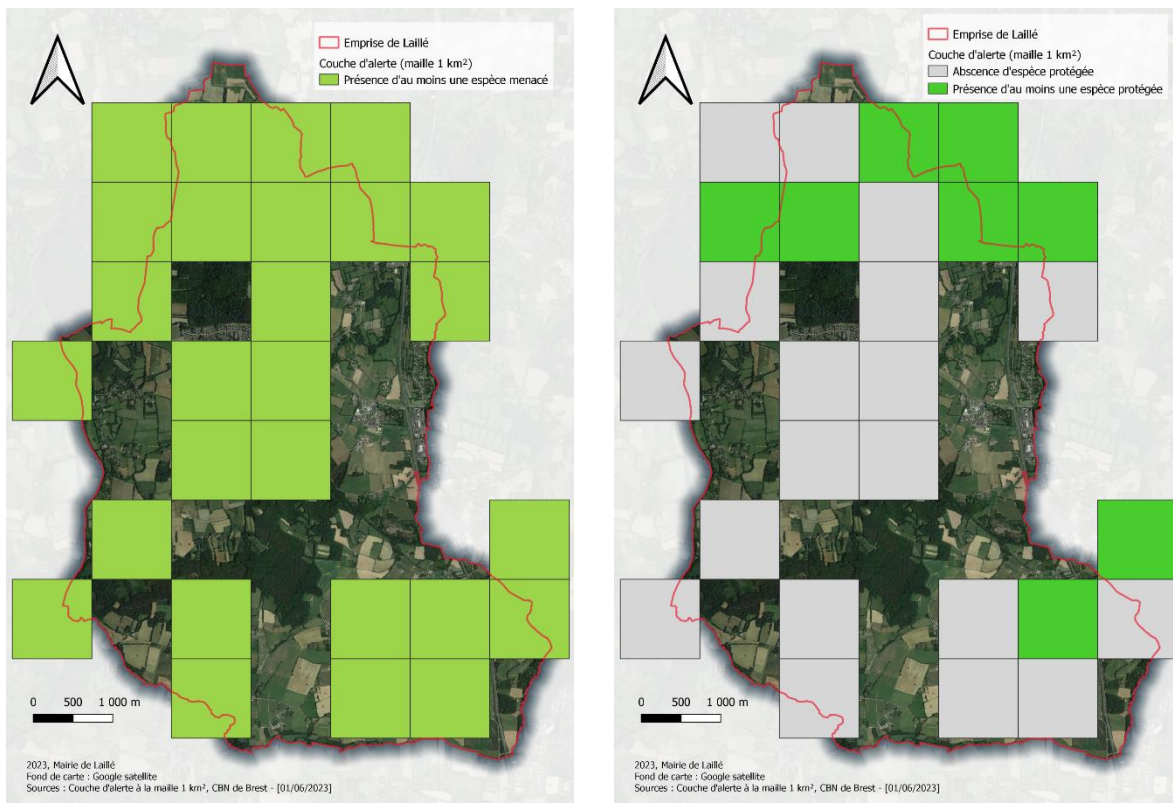 Emprise de Laillé
Couche d'alerte (maille 1 km²)
Présence d'au moins une espèce menacé
0 500 1 000 m
2023, Mairie de Laillé
Fond de carte : Google satellite
Sources : Couche d'alerte à la maille 1 km², CBN de Brest - [01/06/2023]
Emprise de Laillé
Couche d'alerte (maille 1 km²)
Absence d'espèce protégée
Présence d'au moins une espèce protégée
0 500 1 000 m
2023, Mairie de Laillé
Fond de carte : Google satellite
Sources : Couche d'alerte à la maille 1 km², CBN de Brest - [01/06/2023]